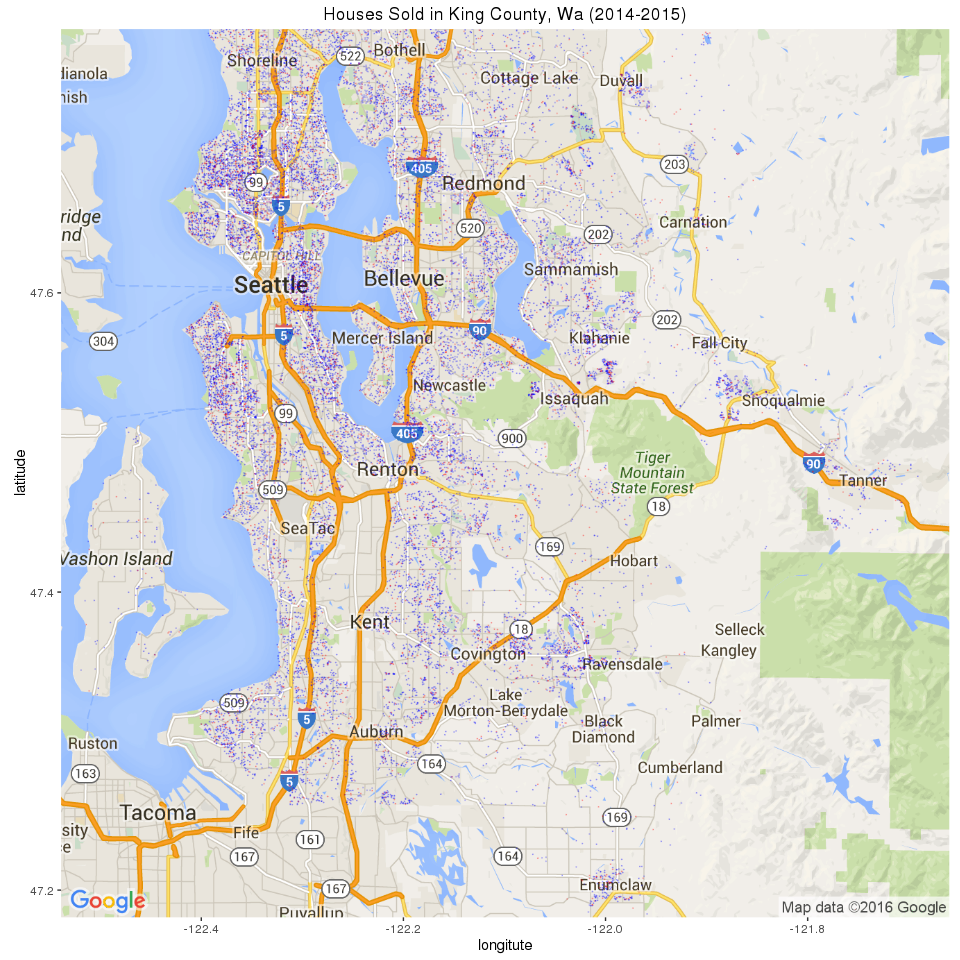 Houses Sold in King County, Wa (2014-2015)
Shoreline
522
Bothell
dianola
Cottage Lake
Duvall
nish
405
203
99
Redmond
5
ridge
nd
520
202
Carnation
CAPITOL HILL
Sammamish
Seattle
Bellevue
47.6
202
90
5
304
Mercer Island
Klahanie
Fall City
Newcastle
Issaquah
Snoqualmie
99
405
900
latitude
Renton
Tiger
Mountain
State Forest
90
Tanner
509
18
SeaTac
169
Vashon Island
Hobart
47.4
Kent
18
Selleck
Covington
Ravensdale
Kangley
509
Lake
Morton-Berrydale
5
Black
Diamond
Palmer
Ruston
Auburn
163
164
Cumberland
5
Tacoma
169
sity
ce
Fife
161
167
164
167
Enumclaw
47.2
Google
Puyallup
Map data ©2016 Google
-122.4
-122.2
-122.0
-121.8
longitute